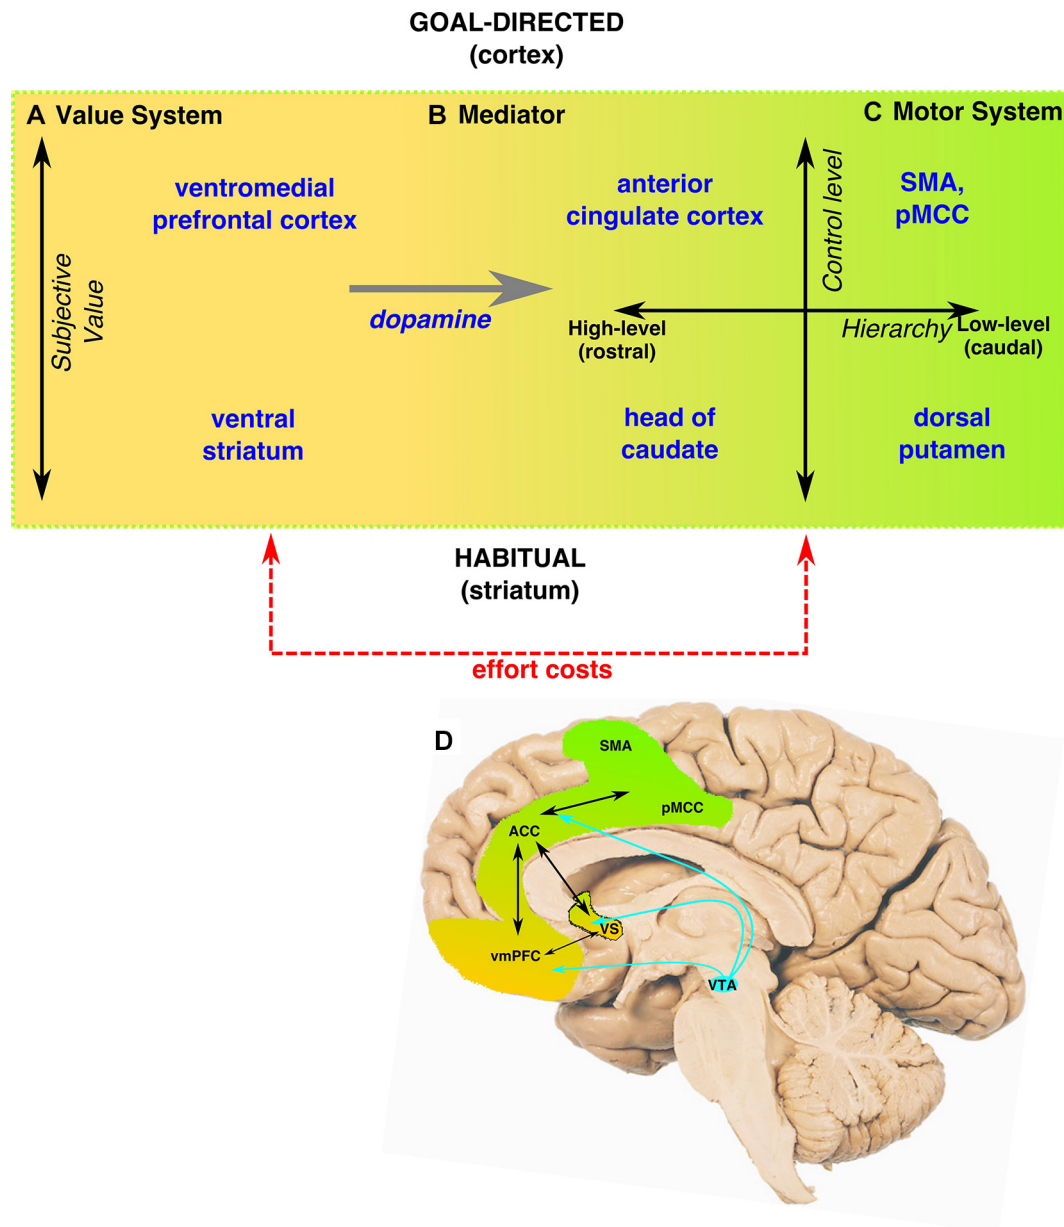 GOAL-DIRECTED
(cortex)
A Value System
B Mediator
C Motor System
Subjective
Value
ventromedial
prefrontal cortex
anterior
cingulate cortex
Control level
SMA,
pMCC
dopamine
High-level
(rostral)
Hierarchy
Low-level
(caudal)
ventral
striatum
head of
caudate
dorsal
putamen
HABITUAL
(striatum)
effort costs
D
SMA
pMCC
ACC
VS
vmPFC
VTA